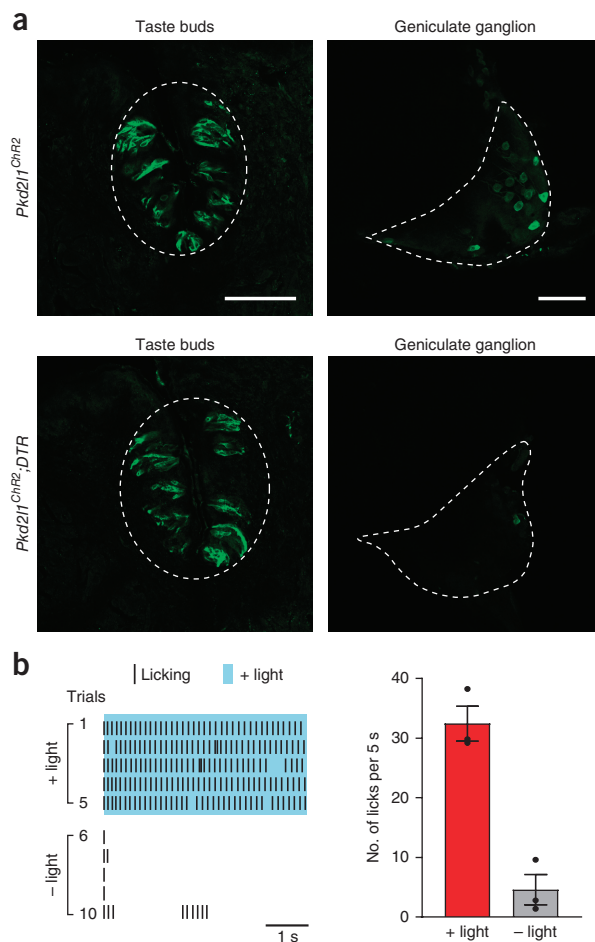 a
Taste buds
Geniculate ganglion
Pkd2l1ChR2
Taste buds
Geniculate ganglion
Pkd2l1ChR2;DTR
b
Licking
+ light
Trials
1
+ light
5
6
– light
10
1 s
No. of licks per 5 s
40
30
20
10
0
+ light
– light